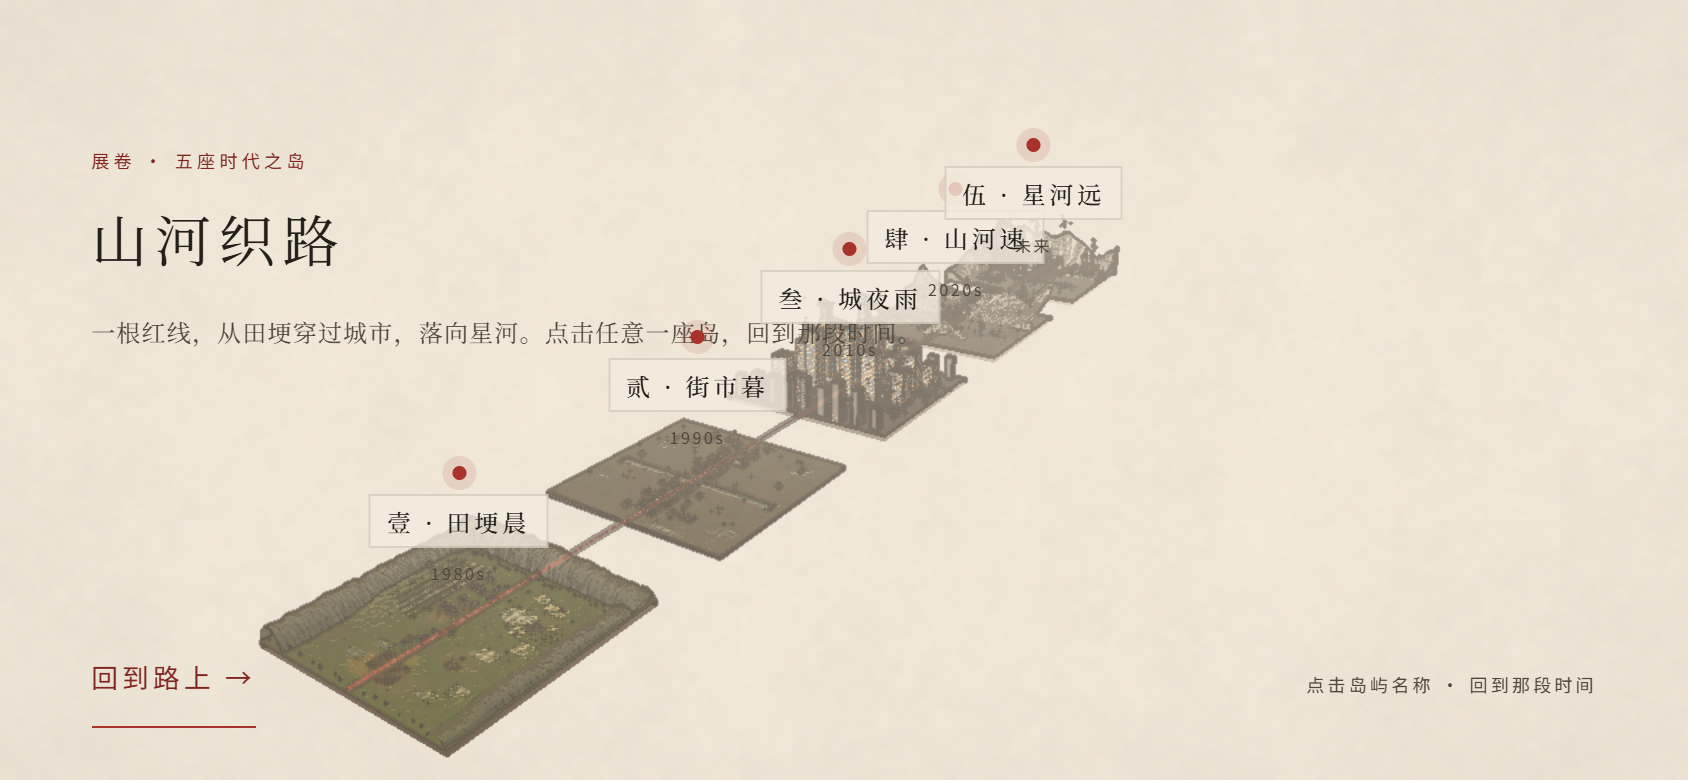 展卷 · 五座时代之岛
山河织路
一根红线，从田埂穿过城市，落向星河。点击任意一座岛，回到那段时间。
伍 · 星河远
未来
肆 · 山河速
2020s
叁 · 城夜雨
2010s
贰 · 街市暮
1990s
壹 · 田埂晨
1980s
回到路上 →
点击岛屿名称 · 回到那段时间